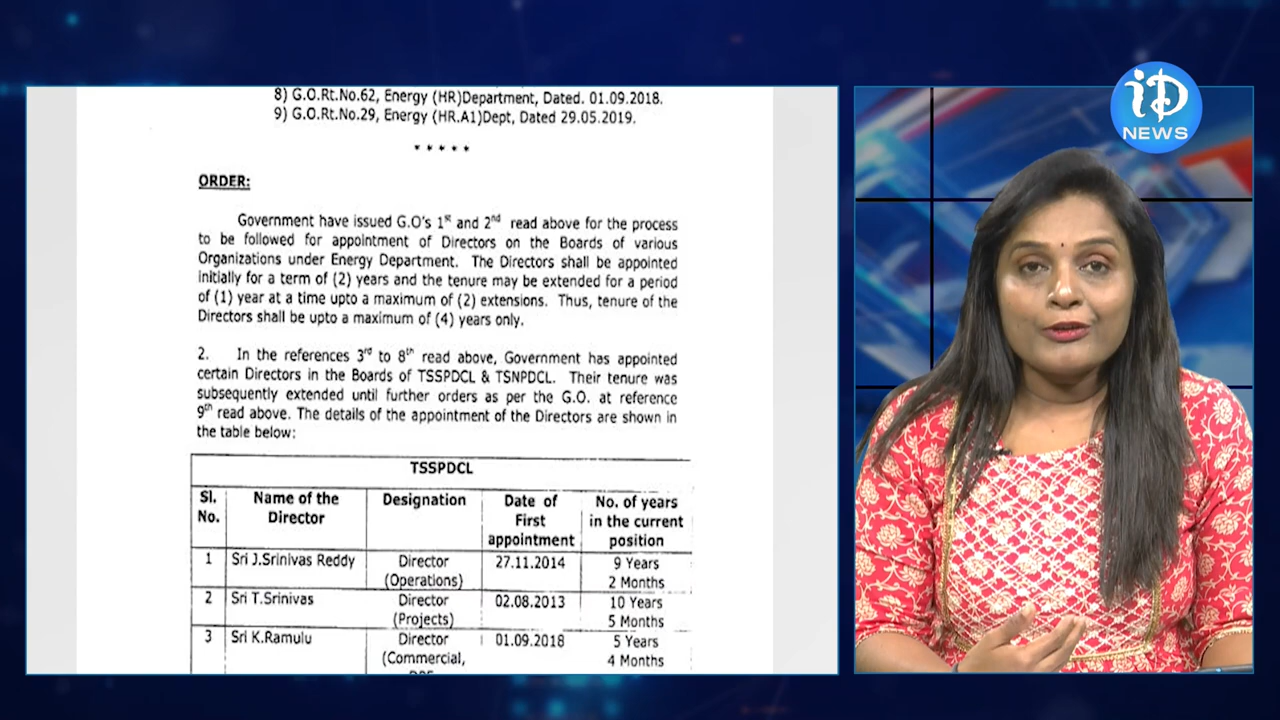 8) G.O.Rt.No.62, Energy (HR)Department, Dated. 01.09.2018.
9) G.O.Rt.No.29, Energy (HR.A1)Dept, Dated 29.05.2019.
* * * * *
ORDER:
Government have issued G.O's 1st and 2nd read above for the process
to be followed for appointment of Directors on the Boards of various
Organizations under Energy Department. The Directors shall be appointed
initially for a term of (2) years and the tenure may be extended for a period
of (1) year at a time upto a maximum of (2) extensions. Thus, tenure of the
Directors shall be upto a maximum of (4) years only.
2. In the references 3rd to 8th read above, Government has appointed
certain Directors in the Boards of TSSPDCL & TSNPDCL. Their tenure was
subsequently extended until further orders as per the G.O. at reference
9th read above. The details of the appointment of the Directors are shown in
the table below:
TSSPDCL
Sl. No. Name of the Director Designation Date of First appointment No. of years in the current position
1 Sri J.Srinivas Reddy Director (Operations) 27.11.2014 9 Years 2 Months
2 Sri T.Srinivas Director (Projects) 02.08.2013 10 Years 5 Months
3 Sri K.Ramulu Director (Commercial, 01.09.2018 5 Years 4 Months
iD
NEWS